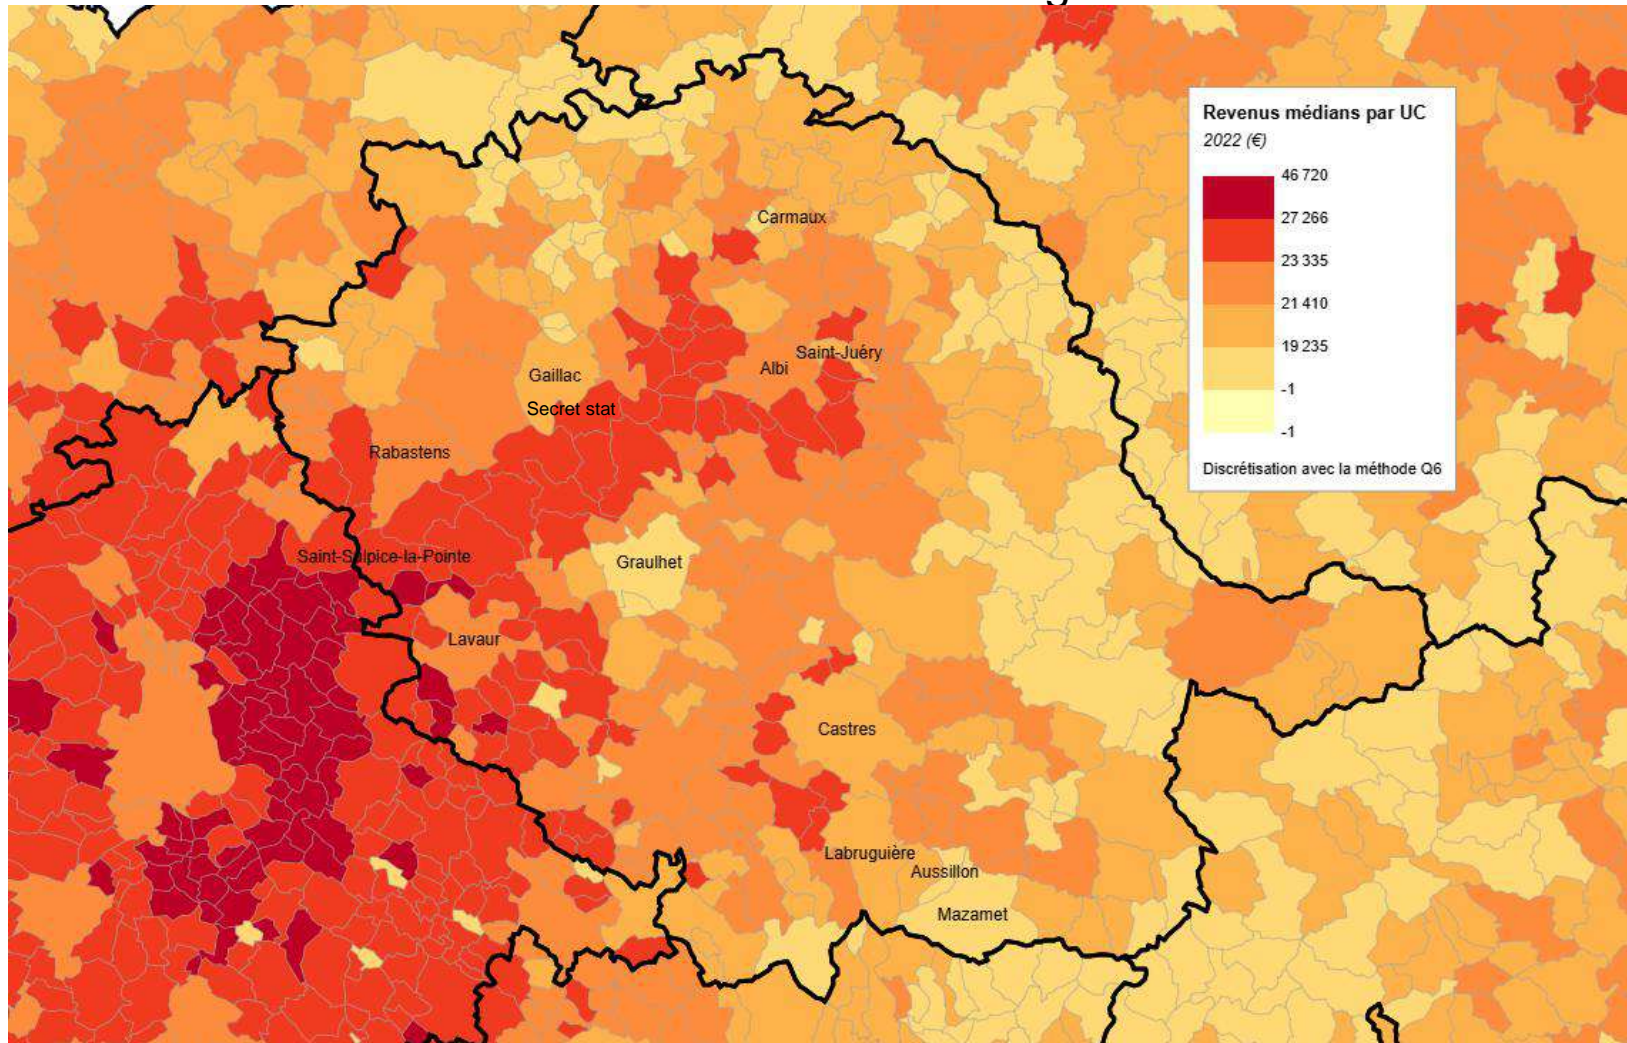 g
Revenus médians par UC
2022 (€)
46 720
27 266
23 335
21 410
19 235
-1
-1
Discrétisation avec la méthode Q6
Carmaux
Saint-Juéry
Albi
Gaillac
Secret stat
Rabastens
Saint-Sulpice-la-Pointe
Graulhet
Lavaur
Castres
Labruguière
Aussillon
Mazamet